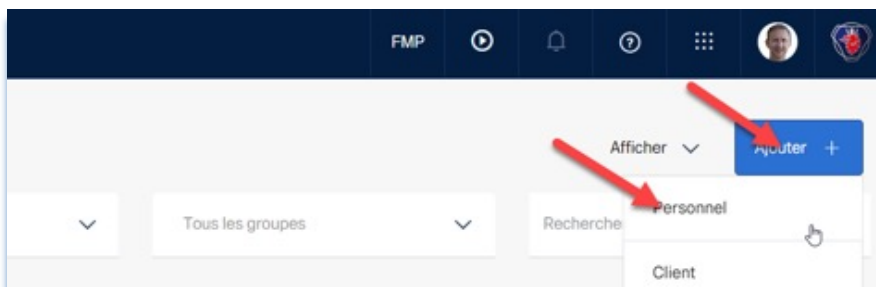 FMP
Afficher
Ajouter +
Tous les groupes
Recherche
Personnel
Client